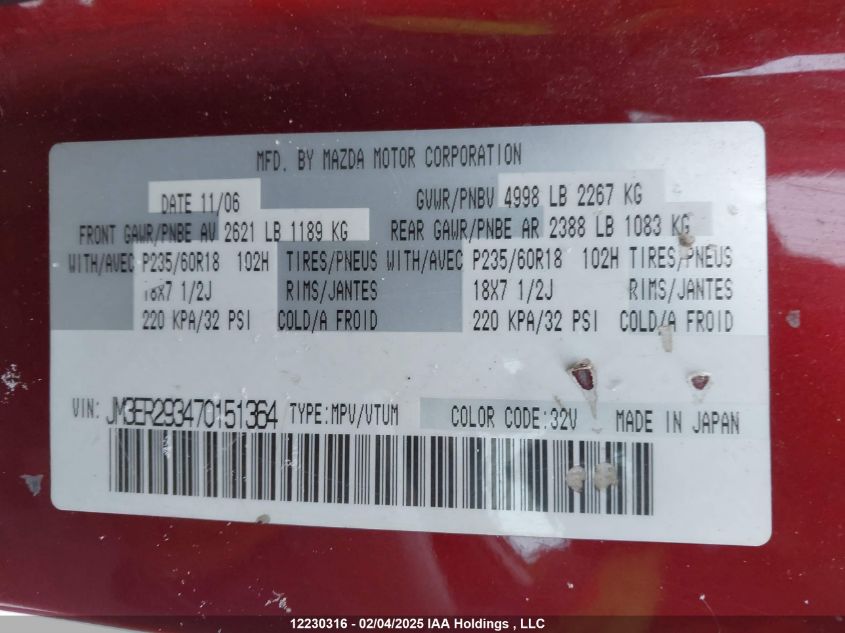 MFD. BY MAZDA MOTOR CORPORATION
DATE 11/06 GVWR/PNBV 4998 LB 2267 KG
FRONT GAWR/PNBE AV 2621 LB 1189 KG REAR GAWR/PNBE AR 2388 LB 1083 KG
WITH/AVEC P235/60R18 102H TIRES/PNEUS WITH/AVEC P235/60R18 102H TIRES/PNEUS
18X7 1/2J RIMS/JANTES 18X7 1/2J RIMS/JANTES
220 KPA/32 PSI COLD/A FROID 220 KPA/32 PSI COLD/A FROID
VIN: JM3ER293470151364 TYPE:MPV/VTUM COLOR CODE:32V MADE IN JAPAN
12230316 - 02/04/2025 IAA Holdings , LLC